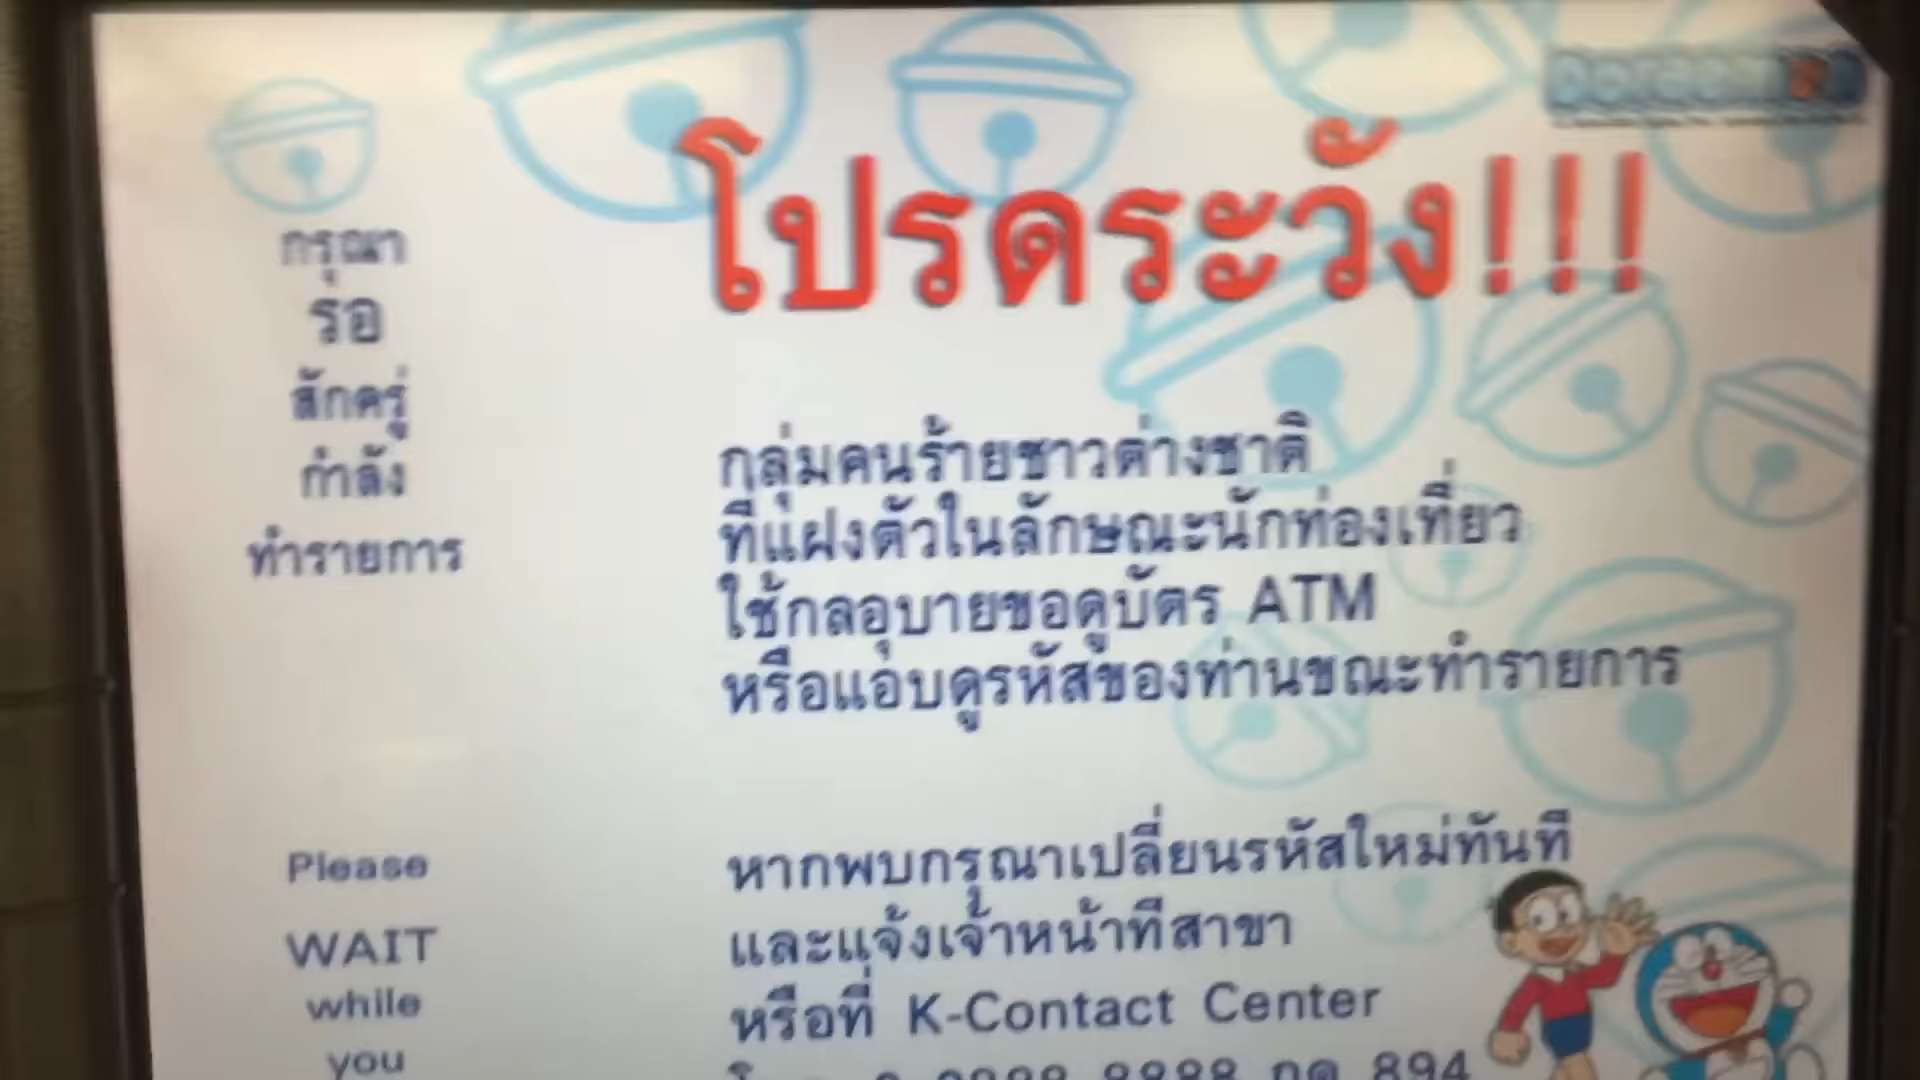 Doraemon
โปรดระวัง!!!
กรุณา
รอ
สักครู่
กำลัง
ทำรายการ
กลุ่มคนร้ายชาวต่างชาติ
ที่แฝงตัวในลักษณะนักท่องเที่ยว
ใช้กลอุบายขอดูบัตร ATM
หรือแอบดูรหัสของท่านขณะทำรายการ
หากพบกรุณาเปลี่ยนรหัสใหม่ทันที
และแจ้งเจ้าหน้าที่สาขา
หรือที่ K-Contact Center
กด 894
Please
WAIT
while
you